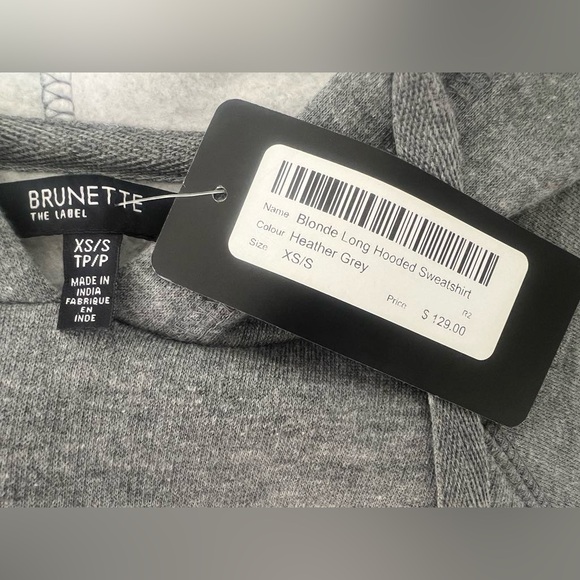 BRUNETTE
THE LABEL
XS/S
TP/P
MADE IN
INDIA
FABRIQUE
EN
INDE
Name Blonde Long Hooded Sweatshirt
Colour Heather Grey
Size XS/S
Price R2
$ 129.00